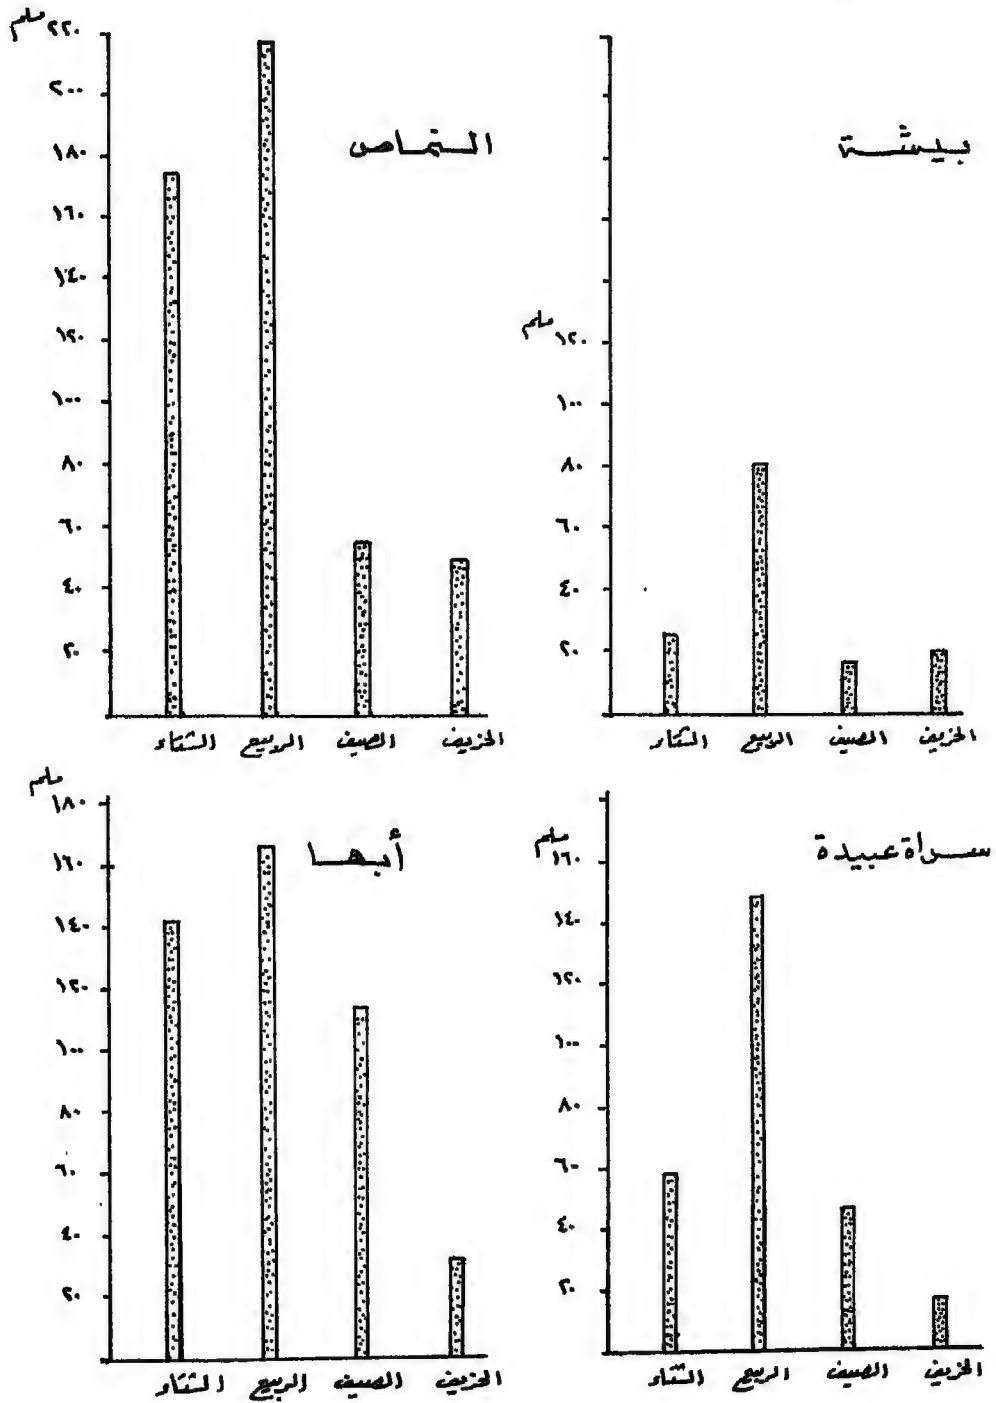 ملم
٢٢٠
٢٠٠
١٨٠
١٦٠
١٤٠
١٢٠
١٠٠
٨٠
٦٠
٤٠
٢٠
التماص
الشتاء الربيع الصيف الخريف
بيشة
ملم
١٢٠
١٠٠
٨٠
٦٠
٤٠
٢٠
الشتاء الربيع الصيف الخريف
ملم
١٨٠
١٦٠
١٤٠
١٢٠
١٠٠
٨٠
٦٠
٤٠
٢٠
أبها
الشتاء الربيع الصيف الخريف
سراة عبيدة
ملم
١٦٠
١٤٠
١٢٠
١٠٠
٨٠
٦٠
٤٠
٢٠
الشتاء الربيع الصيف الخريف